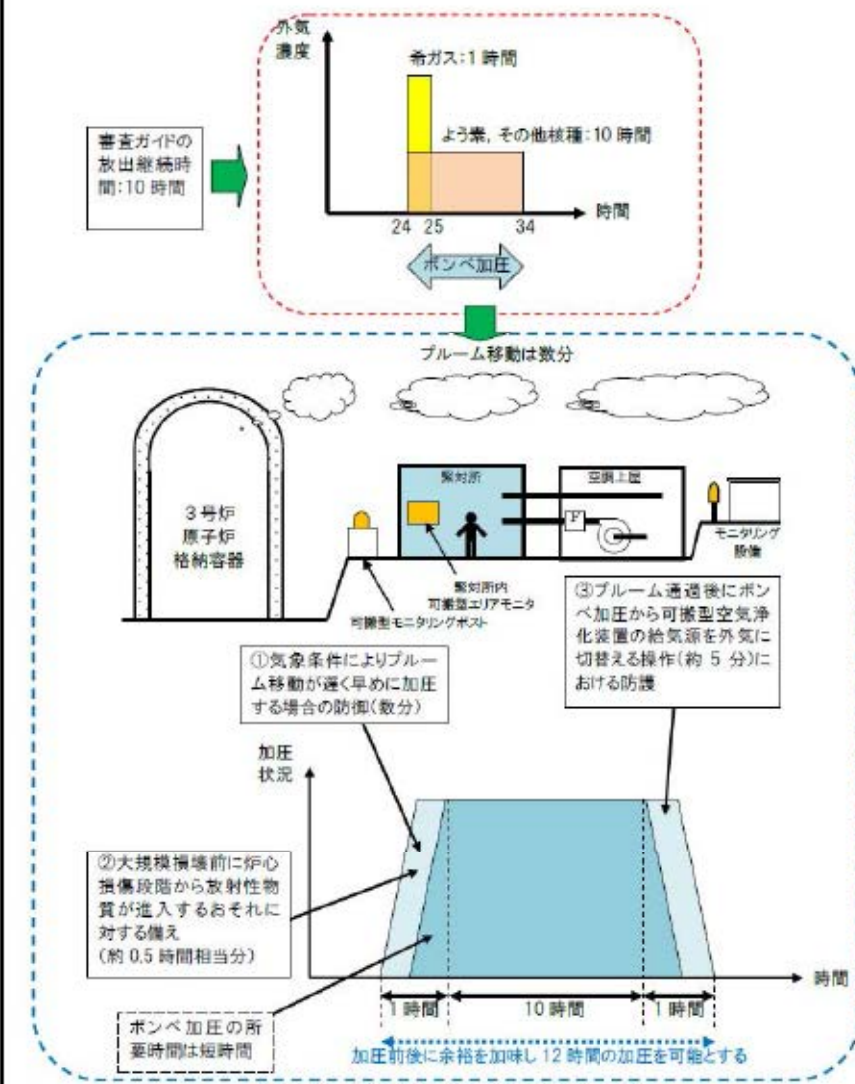 外気
濃度
希ガス:1時間
よう素,その他核種:10時間
審査ガイドの
放出継続時
間:10時間
時間
24 25 34
ボンベ加圧
プルーム移動は数分
3号炉
原子炉
格納容器
緊対所
空調上屋
F
モニタリング
設備
緊対所内
可搬型エリアモニタ
可搬型モニタリングポスト
③プルーム通過後にボン
ベ加圧から可搬型空気浄
化装置の給気源を外気に
切替える操作(約5分)に
おける防護
①気象条件によりプルー
ム移動が遅く早めに加圧
する場合の防御(数分)
加圧
状況
②大規模損壊前に炉心
損傷段階から放射性物
質が進入するおそれに
対する備え
(約0.5時間相当分)
時間
1時間 10時間 1時間
ボンベ加圧の所
要時間は短時間
加圧前後に余裕を加味し12時間の加圧を可能とする